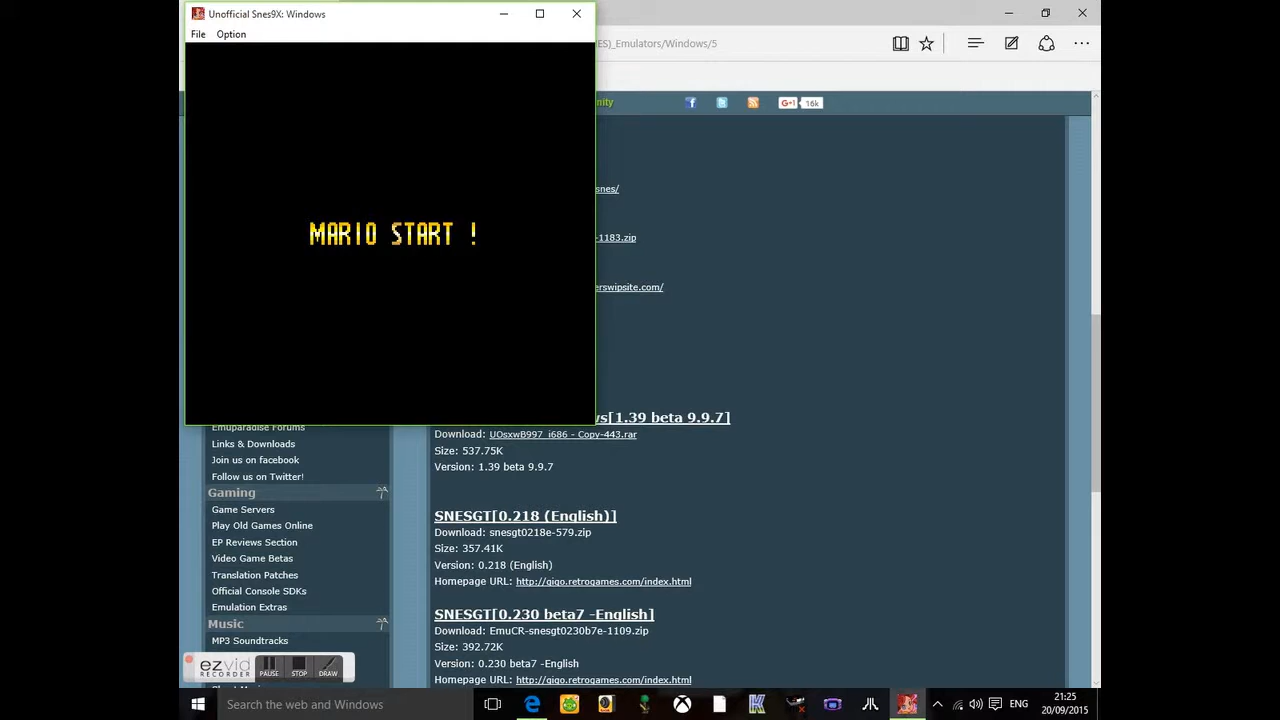 Unofficial Snes9X: Windows
File Option
MARIO START !
ES)_Emulators/Windows/5
nity
G+1 16k
snes/
-1183.zip
erswipsite.com/
ws[1.39 beta 9.9.7]
Download: UOsxwB997_i686 - Copy-443.rar
Size: 537.75K
Version: 1.39 beta 9.9.7
SNESGT[0.218 (English)]
Download: snesgt0218e-579.zip
Size: 357.41K
Version: 0.218 (English)
Homepage URL: http://gigo.retrogames.com/index.html
SNESGT[0.230 beta7 -English]
Download: EmuCR-snesgt0230b7e-1109.zip
Size: 392.72K
Version: 0.230 beta7 -English
Homepage URL: http://gigo.retrogames.com/index.html
Emuparadise Forums
Links & Downloads
Join us on facebook
Follow us on Twitter!
Gaming
Game Servers
Play Old Games Online
EP Reviews Section
Video Game Betas
Translation Patches
Official Console SDKs
Emulation Extras
Music
MP3 Soundtracks
ezvid
RECORDER
PAUSE STOP DRAW
Search the web and Windows
ENG
21:25
20/09/2015